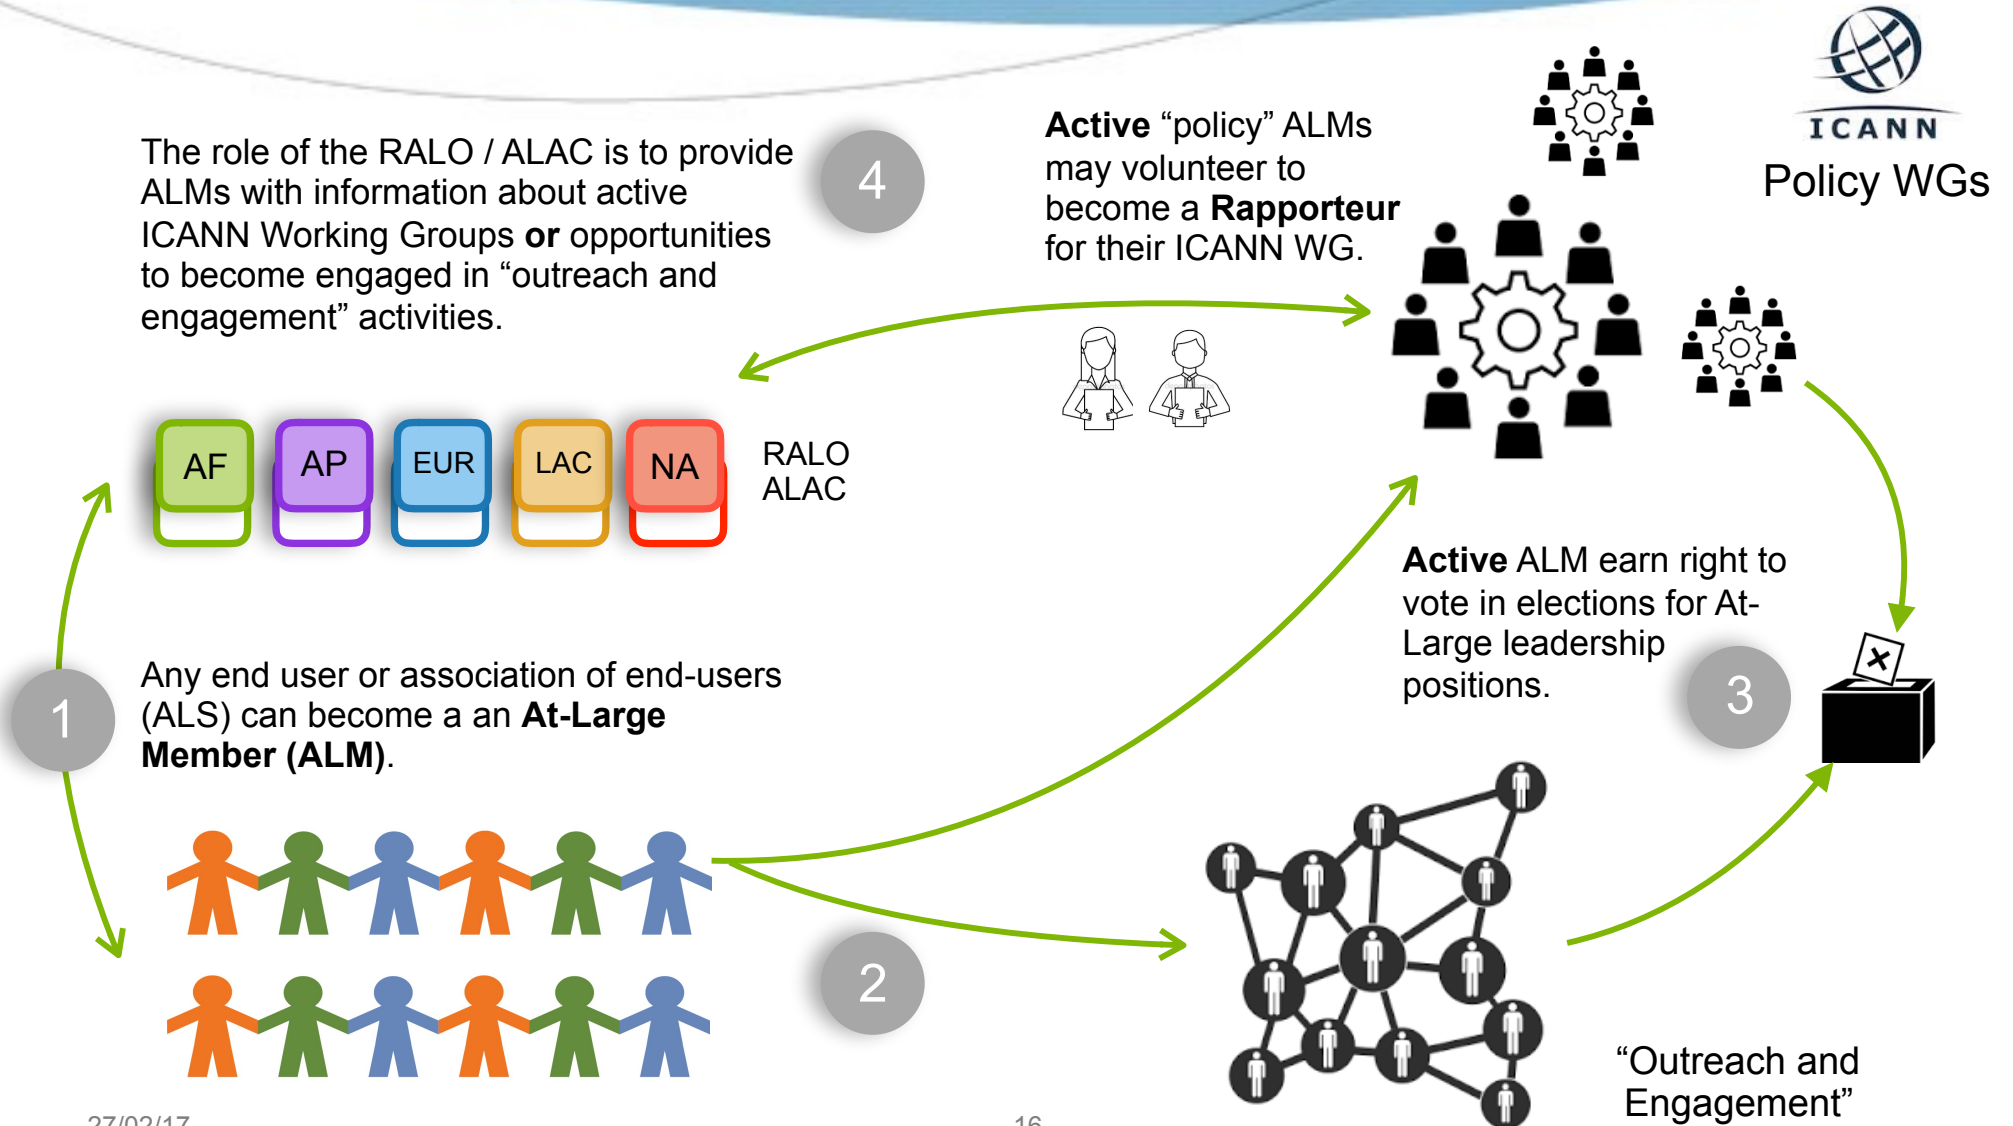 ICANN
Policy WGs
The role of the RALO / ALAC is to provide
ALMs with information about active
ICANN Working Groups or opportunities
to become engaged in “outreach and
engagement” activities.
4
Active “policy” ALMs
may volunteer to
become a Rapporteur
for their ICANN WG.
AF
AP
EUR
LAC
NA
RALO
ALAC
Active ALM earn right to
vote in elections for At-
Large leadership
positions.
3
1
Any end user or association of end-users
(ALS) can become a an At-Large
Member (ALM).
2
“Outreach and
Engagement”
27/02/17
16